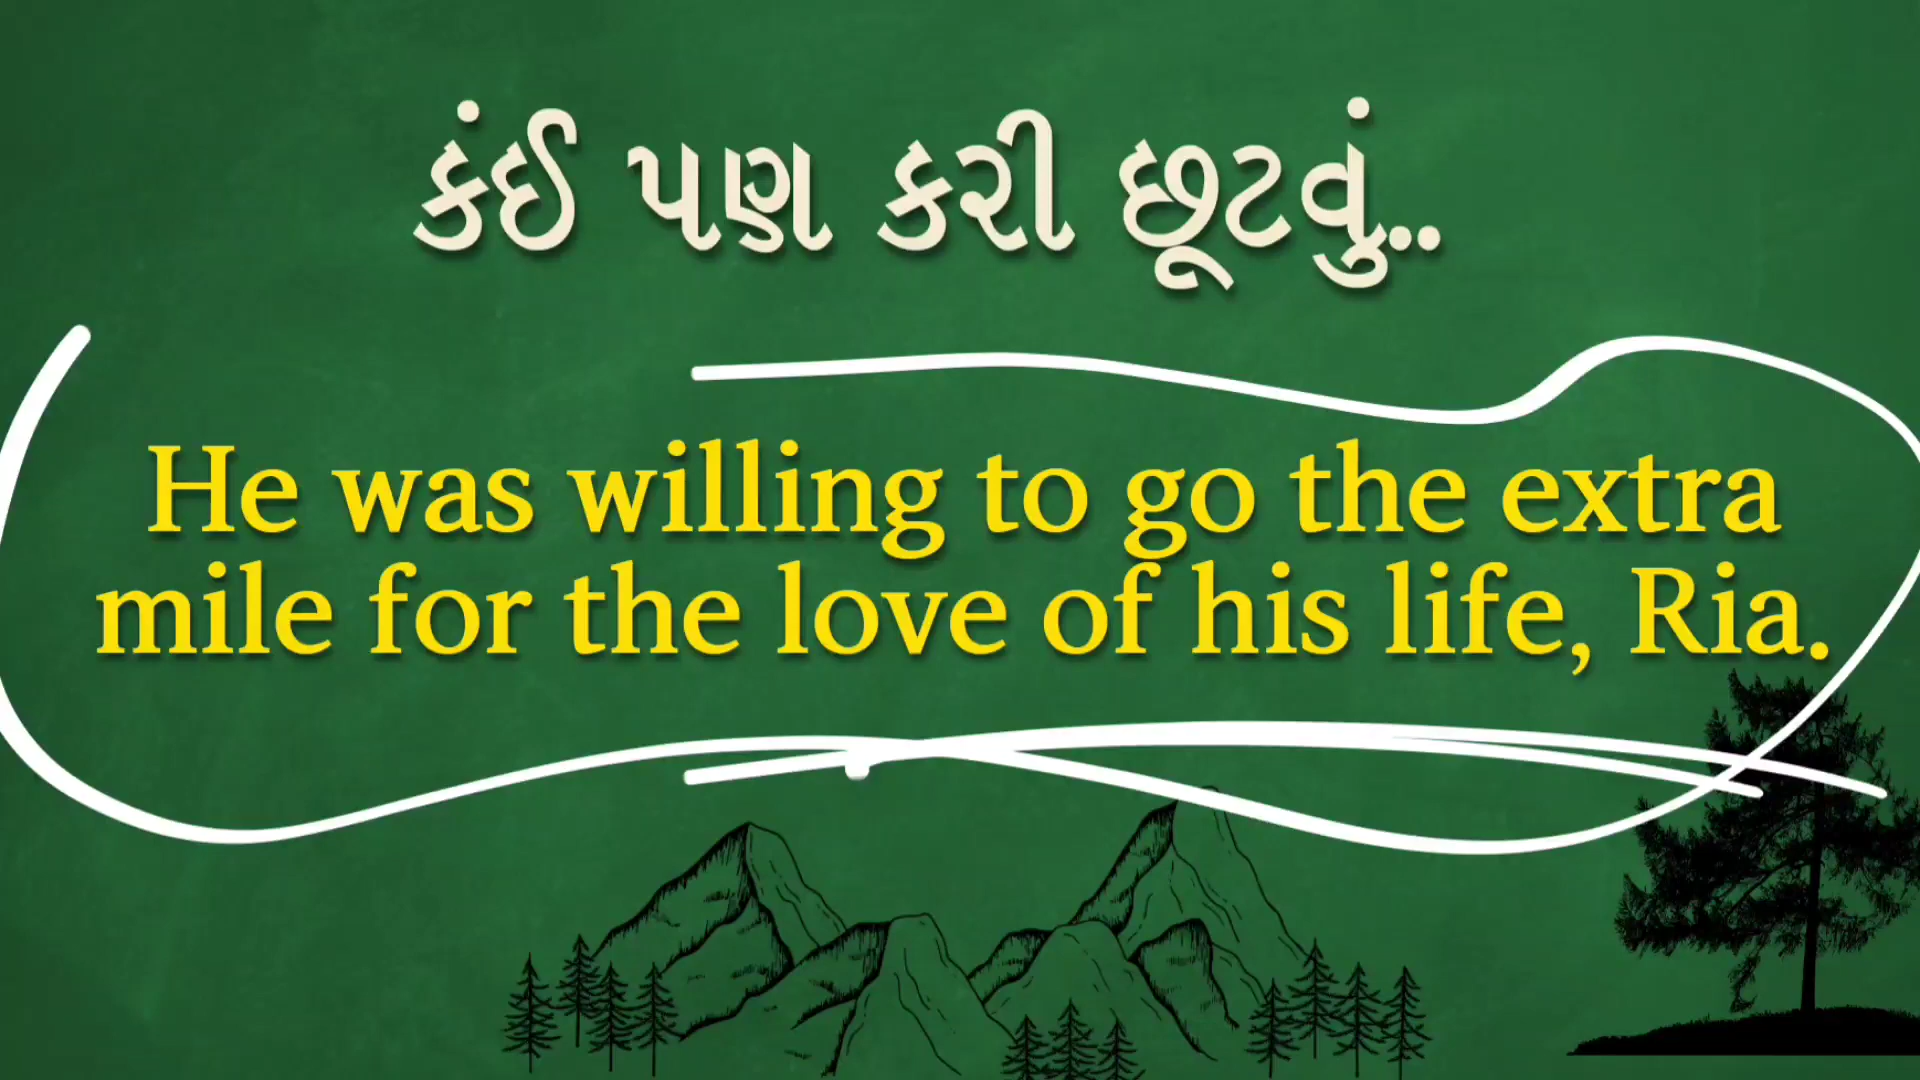 કંઈ પણ કરી છૂટવું..
He was willing to go the extra
mile for the love of his life, Ria.